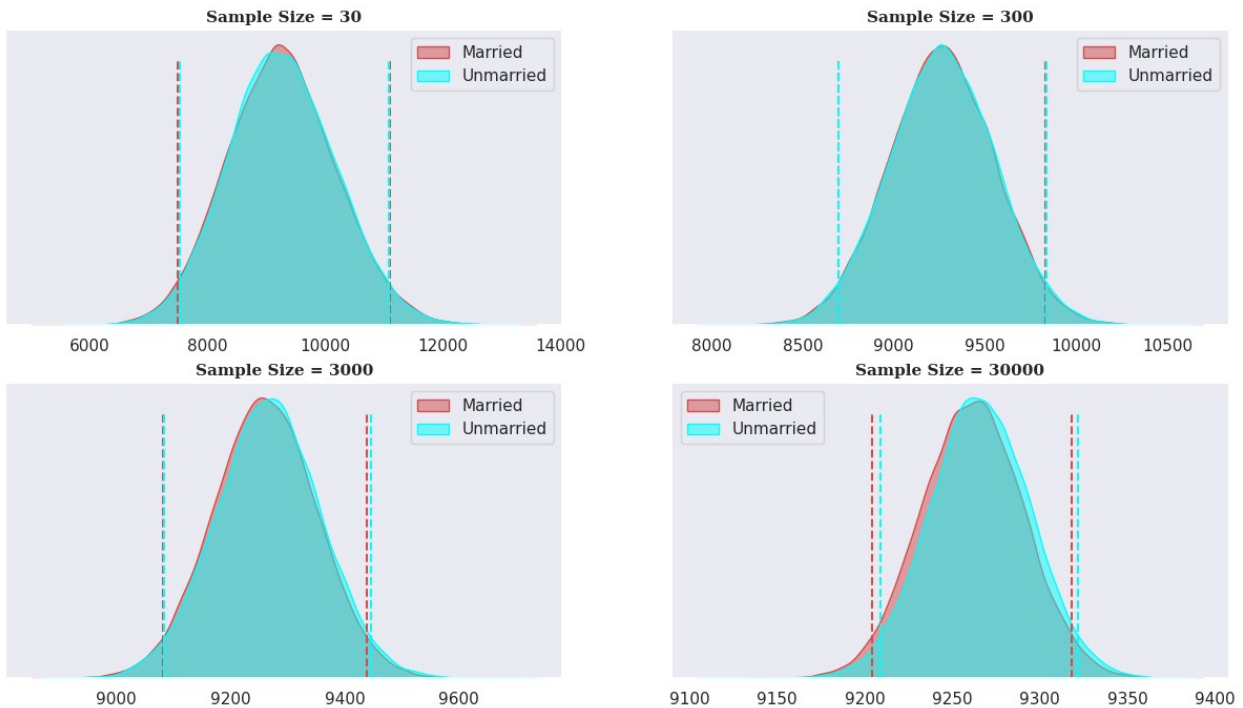 Sample Size = 30
Married
Unmarried
6000 8000 10000 12000 14000
Sample Size = 300
Married
Unmarried
8000 8500 9000 9500 10000 10500
Sample Size = 3000
Married
Unmarried
9000 9200 9400 9600
Sample Size = 30000
Married
Unmarried
9100 9150 9200 9250 9300 9350 9400